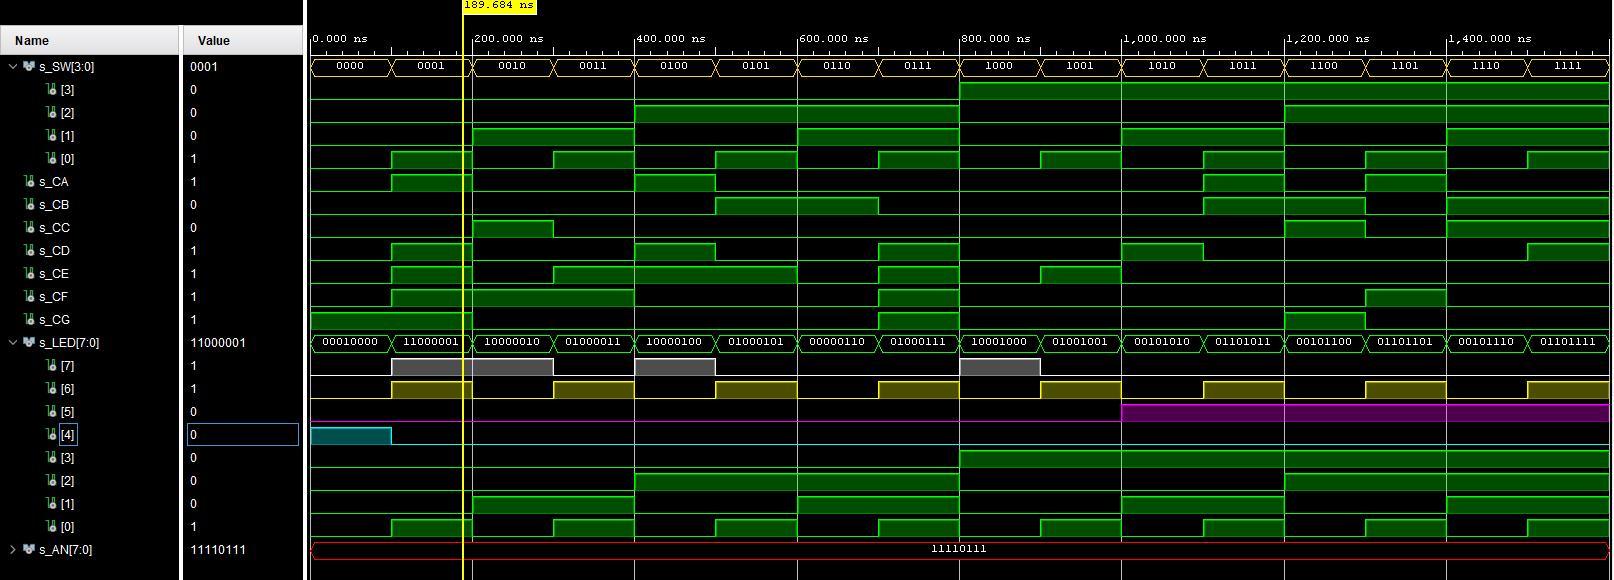 189.684 ns
Name Value
0.000 ns 200.000 ns 400.000 ns 600.000 ns 800.000 ns 1,000.000 ns 1,200.000 ns 1,400.000 ns
s_SW[3:0] 0001 0000 0001 0010 0011 0100 0101 0110 0111 1000 1001 1010 1011 1100 1101 1110 1111
[3] 0
[2] 0
[1] 0
[0] 1
s_CA 1
s_CB 0
s_CC 0
s_CD 1
s_CE 1
s_CF 1
s_CG 1
s_LED[7:0] 11000001 00010000 11000001 10000010 01000011 10000100 01000101 00000110 01000111 10001000 01001001 00101010 01101011 00101100 01101101 00101110 01101111
[7] 1
[6] 1
[5] 0
[4] 0
[3] 0
[2] 0
[1] 0
[0] 1
s_AN[7:0] 11110111 11110111